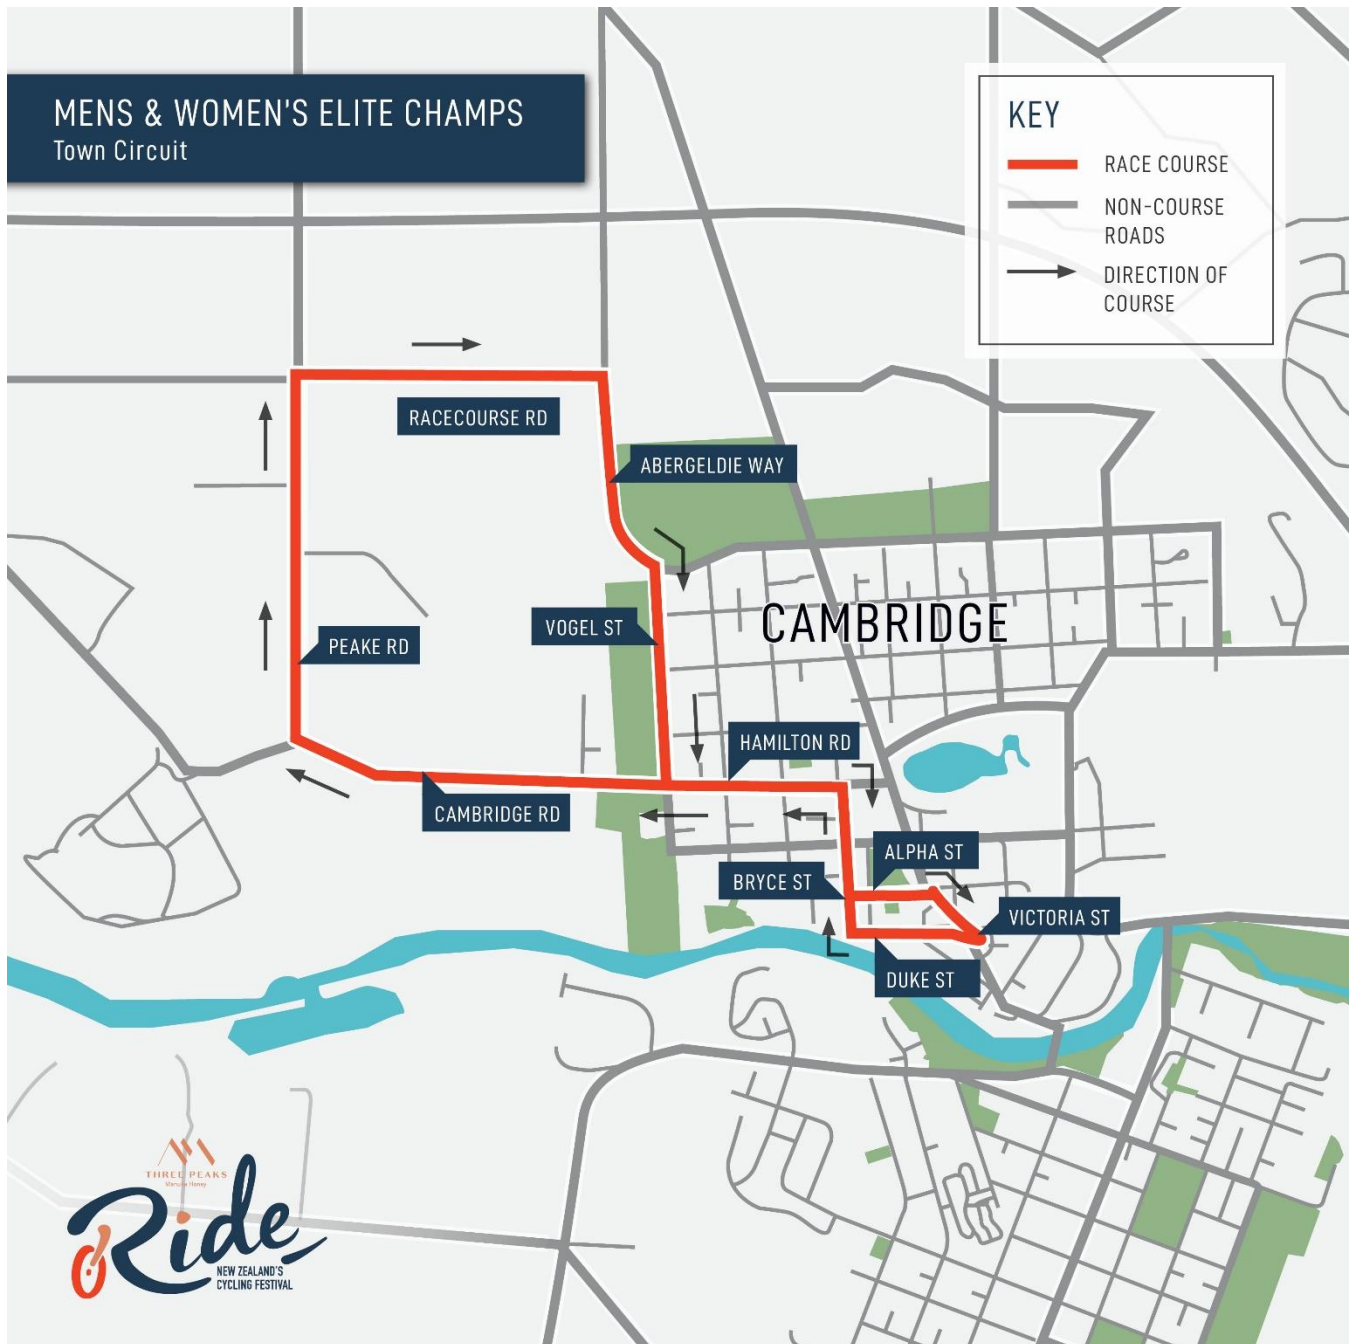 MENS & WOMEN'S ELITE CHAMPS
Town Circuit
KEY
RACE COURSE
NON-COURSE
ROADS
DIRECTION OF
COURSE
RACECOURSE RD
ABERGELDIE WAY
VOGEL ST
CAMBRIDGE
PEAKE RD
HAMILTON RD
CAMBRIDGE RD
ALPHA ST
BRYCE ST
VICTORIA ST
DUKE ST
THREE PEAKS
Manuka Honey
Ride
NEW ZEALAND'S
CYCLING FESTIVAL